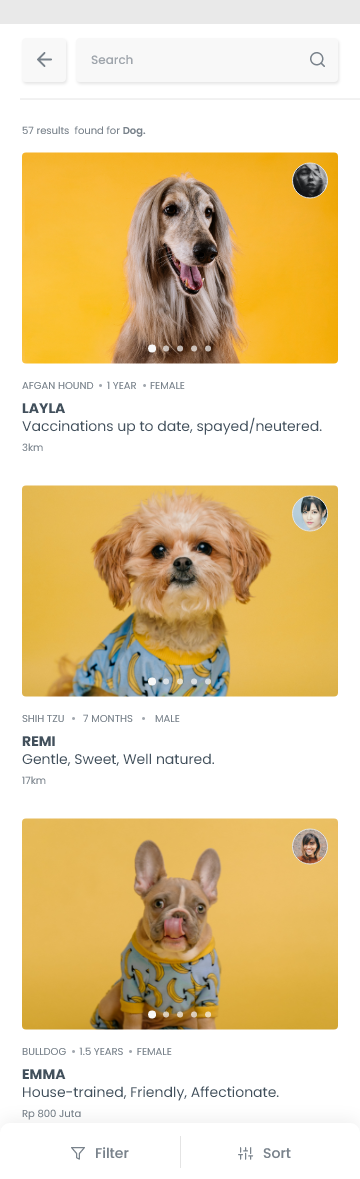 Search
57 results found for Dog.
AFGAN HOUND • 1 YEAR • FEMALE
LAYLA
Vaccinations up to date, spayed/neutered.
3km
SHIH TZU • 7 MONTHS • MALE
REMI
Gentle, Sweet, Well natured.
17km
BULLDOG • 1.5 YEARS • FEMALE
EMMA
House-trained, Friendly, Affectionate.
Rp 800 Juta
Filter Sort